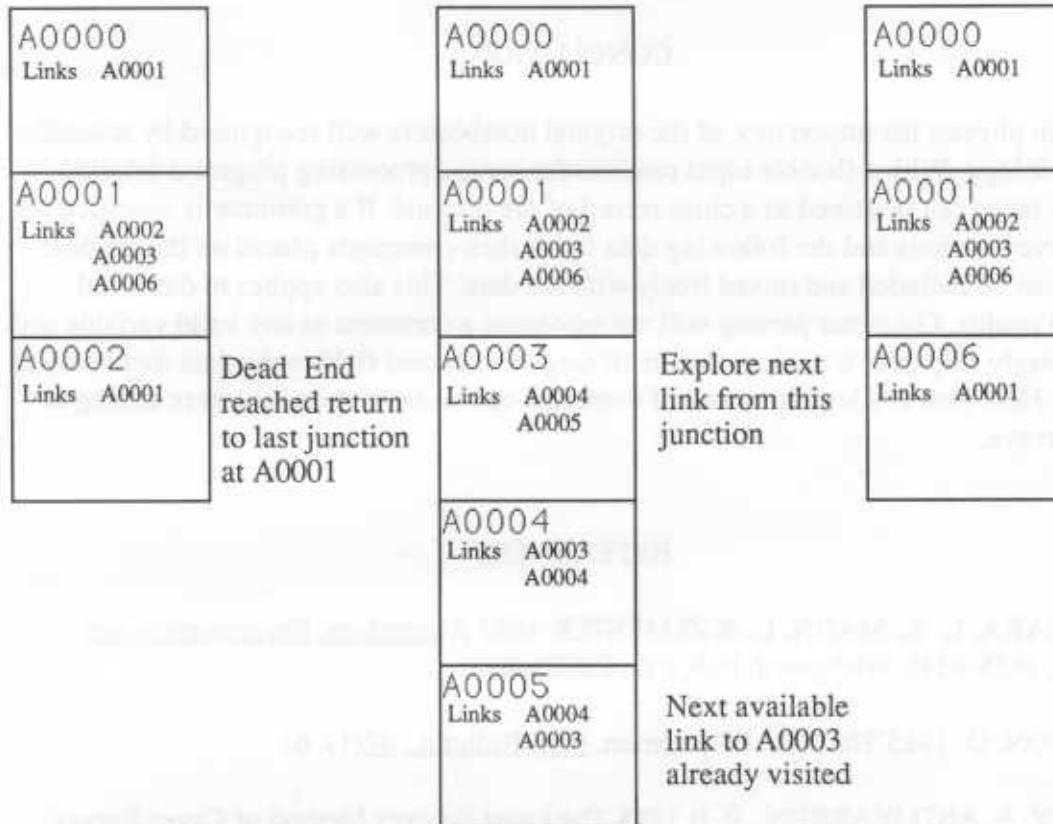 A0000
Links A0001
A0001
Links A0002
A0003
A0006
A0002
Links A0001
Dead End
reached return
to last junction
at A0001
A0000
Links A0001
A0001
Links A0002
A0003
A0006
A0003
Links A0004
A0005
A0004
Links A0003
A0004
A0005
Links A0004
A0003
Explore next
link from this
junction
Next available
link to A0003
already visited
A0000
Links A0001
A0001
Links A0002
A0003
A0006
A0006
Links A0001